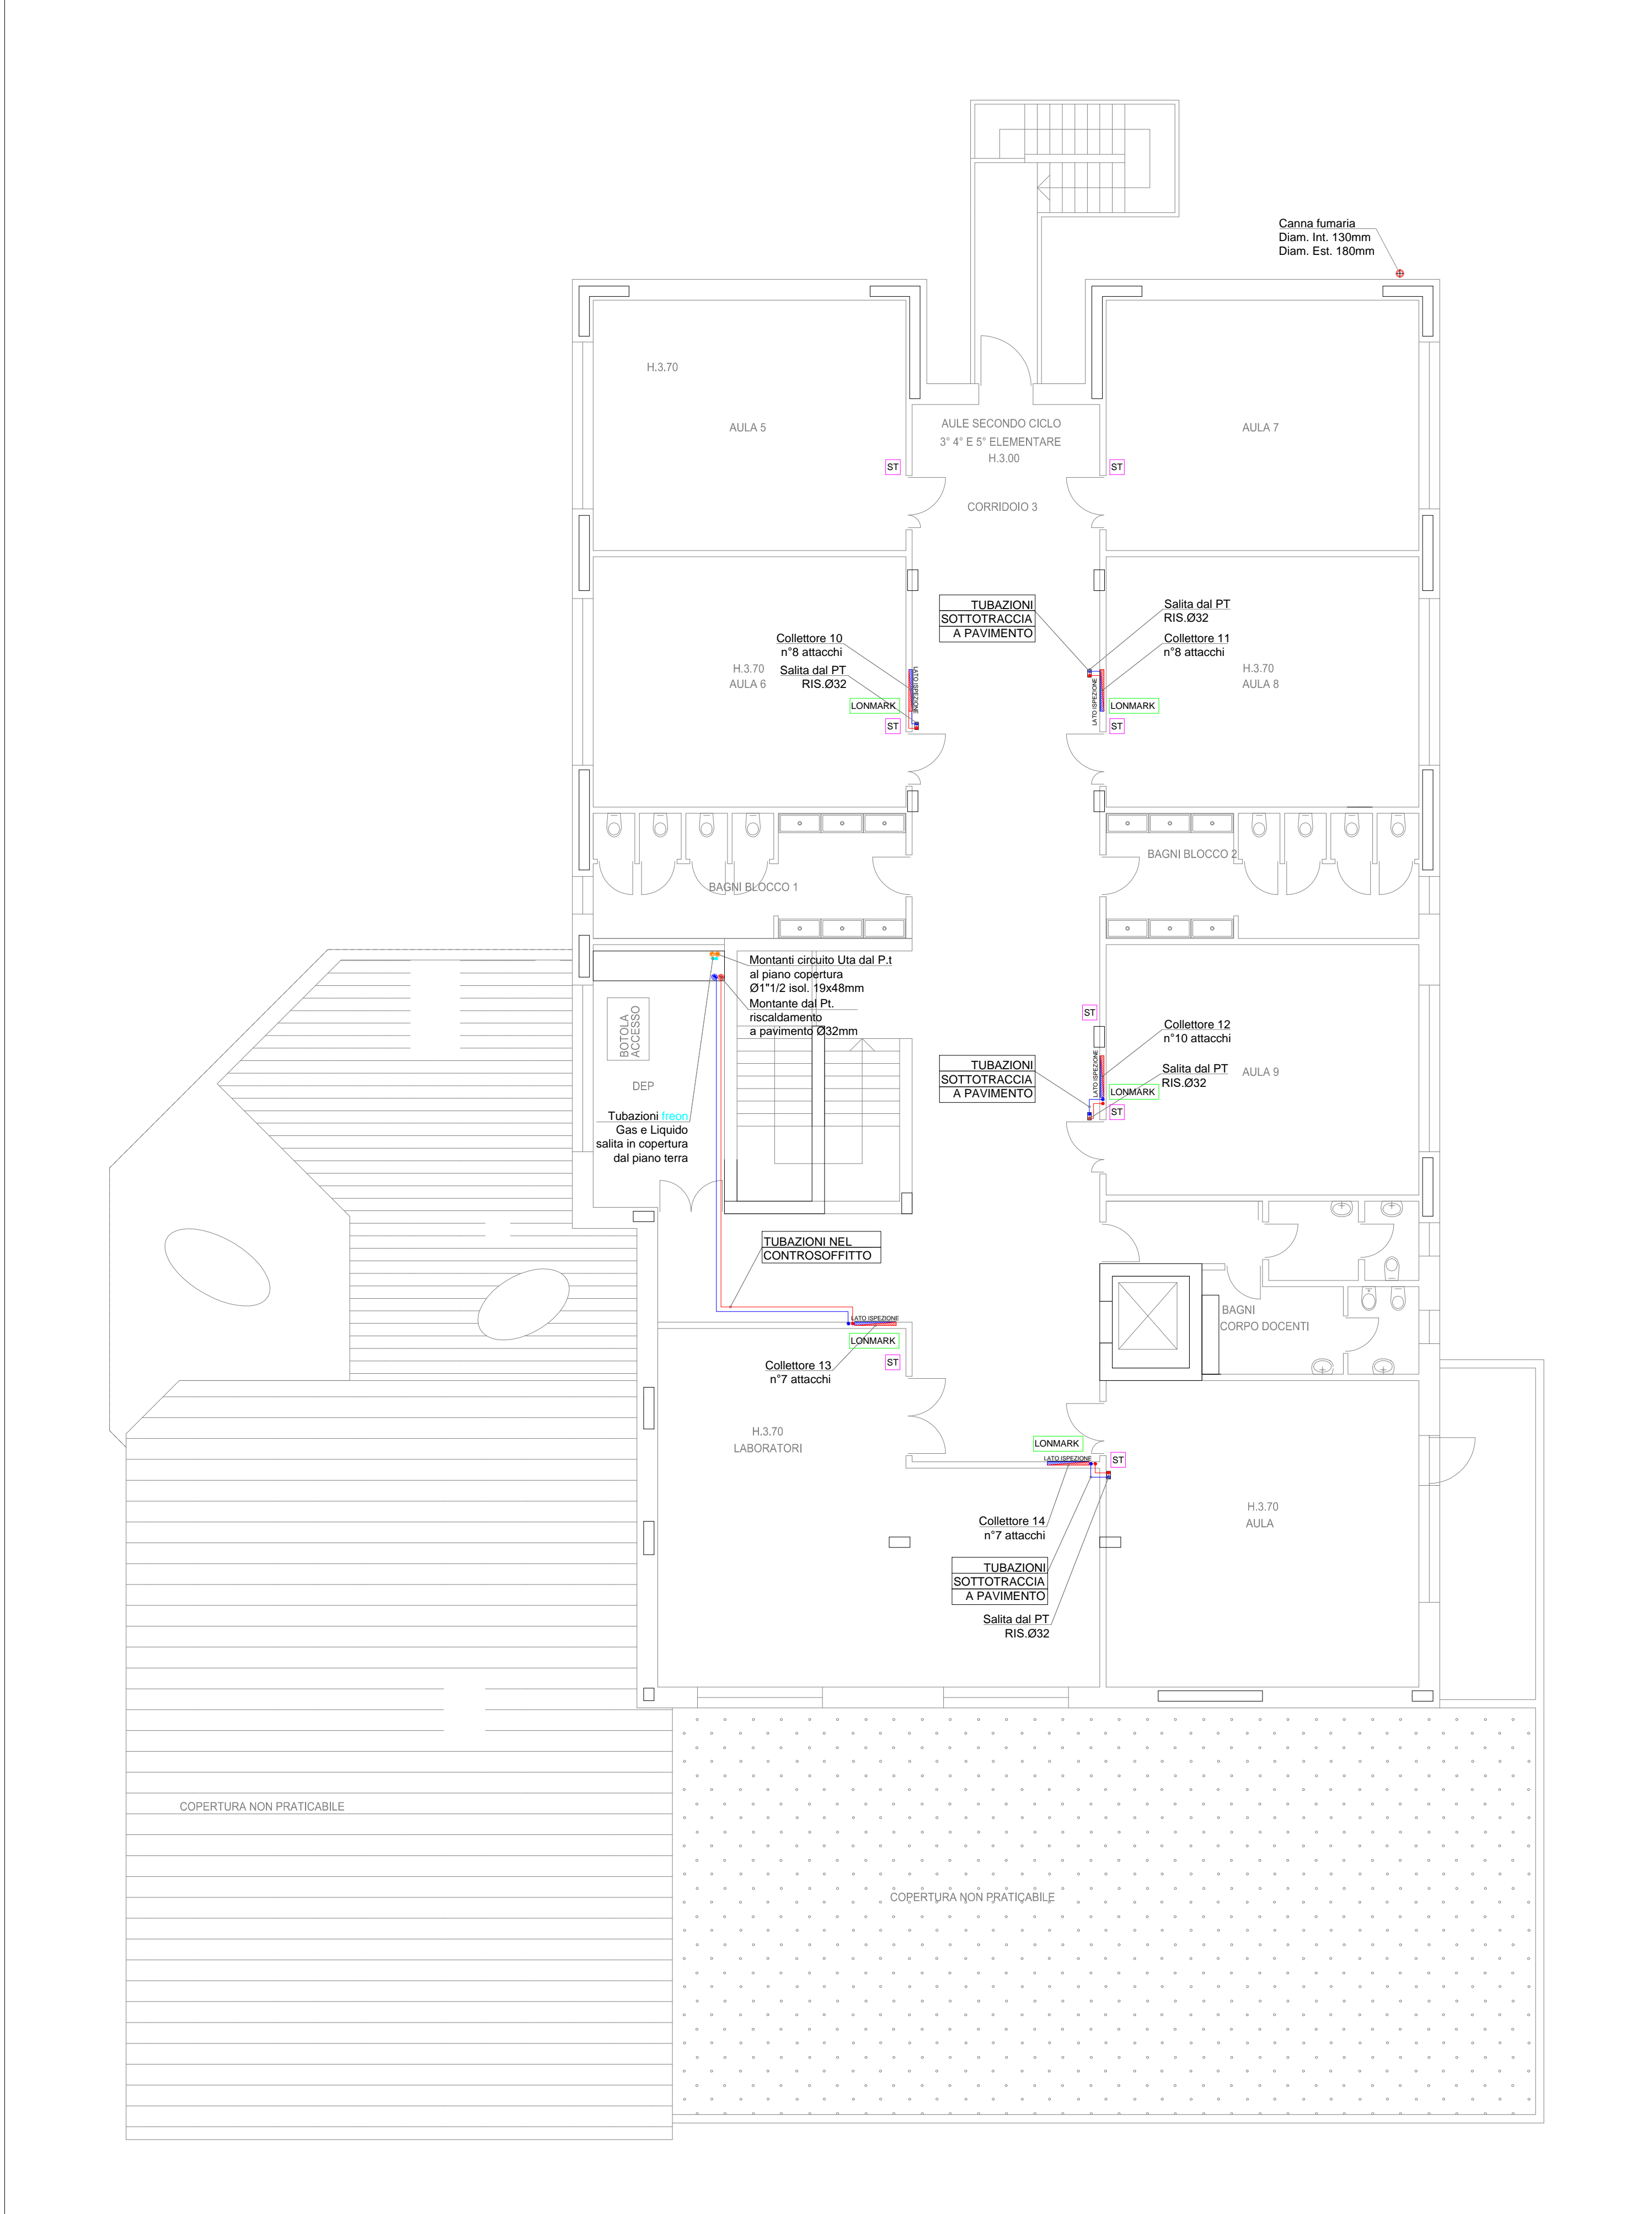 Canna fumaria
Diam. Int. 130mm
Diam. Est. 180mm
H.3.70
AULA 5
AULE SECONDO CICLO
3° 4° E 5° ELEMENTARE
H.3.00
AULA 7
ST
ST
CORRIDOIO 3
TUBAZIONI
SOTTOTRACCIA
A PAVIMENTO
Salita dal PT
RIS.Ø32
Collettore 10
n°8 attacchi
Salita dal PT
RIS.Ø32
Collettore 11
n°8 attacchi
H.3.70
AULA 6
H.3.70
AULA 8
LATO ISPEZIONE
LATO ISPEZIONE
LONMARK
LONMARK
ST
ST
BAGNI BLOCCO 1
BAGNI BLOCCO 2
Montanti circuito Uta dal P.t
al piano copertura
Ø1"1/2 isol. 19x48mm
Montante dal Pt.
riscaldamento
a pavimento Ø32mm
BOTOLA
ACCESSO
DEP
ST
Collettore 12
n°10 attacchi
TUBAZIONI
SOTTOTRACCIA
A PAVIMENTO
LATO ISPEZIONE
Salita dal PT
RIS.Ø32
AULA 9
LONMARK
ST
Tubazioni freon
Gas e Liquido
salita in copertura
dal piano terra
TUBAZIONI NEL
CONTROSOFFITTO
BAGNI
CORPO DOCENTI
LATO ISPEZIONE
LONMARK
ST
Collettore 13
n°7 attacchi
H.3.70
LABORATORI
LONMARK
LATO ISPEZIONE
ST
Collettore 14
n°7 attacchi
H.3.70
AULA
TUBAZIONI
SOTTOTRACCIA
A PAVIMENTO
Salita dal PT
RIS.Ø32
COPERTURA NON PRATICABILE
COPERTURA NON PRATICABILE